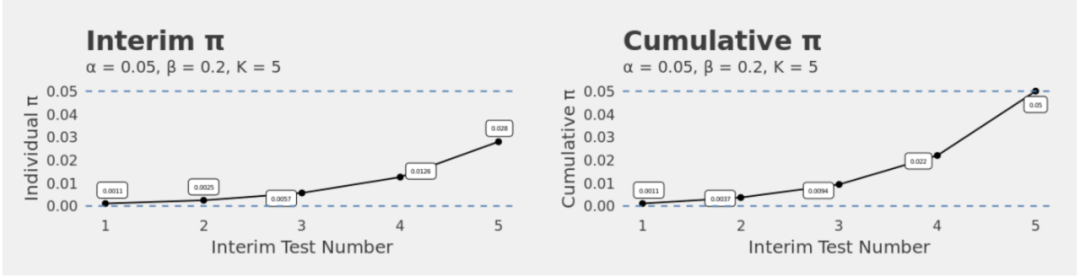 Interim π
α = 0.05, β = 0.2, K = 5
Individual π
0.05
0.04
0.03
0.02
0.01
0.00
0.0011
0.0025
0.0057
0.0126
0.028
1 2 3 4 5
Interim Test Number
Cumulative π
α = 0.05, β = 0.2, K = 5
Cumulative π
0.05
0.04
0.03
0.02
0.01
0.00
0.0011
0.0037
0.0094
0.022
0.05
1 2 3 4 5
Interim Test Number